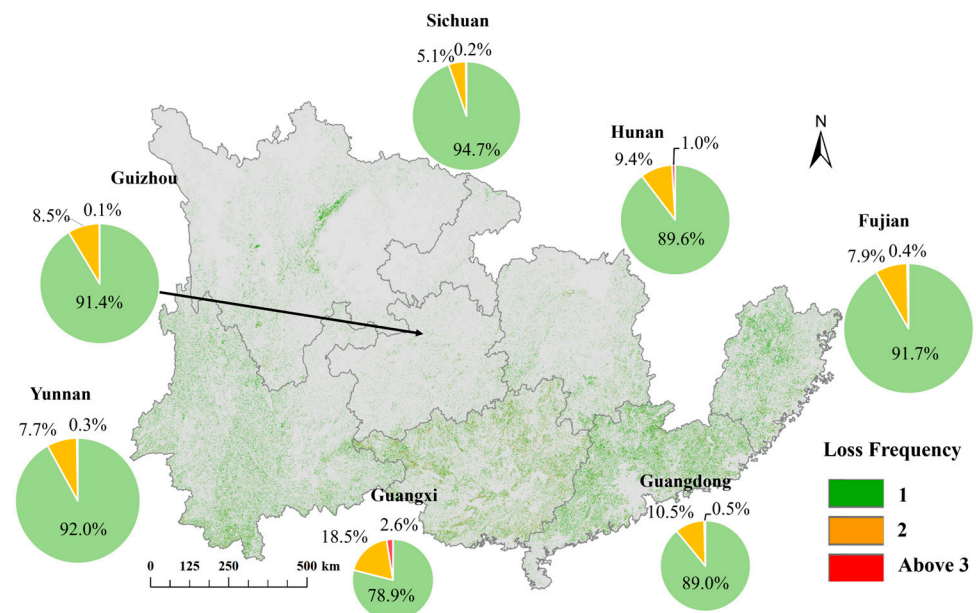 Sichuan
5.1%
0.2%
94.7%
Hunan
9.4%
1.0%
89.6%
N
Guizhou
8.5%
0.1%
91.4%
Fujian
7.9%
0.4%
91.7%
Yunnan
7.7%
0.3%
92.0%
Guangxi
18.5%
2.6%
78.9%
Guangdong
10.5%
0.5%
89.0%
Loss Frequency
1
2
Above 3
0 125 250 500 km